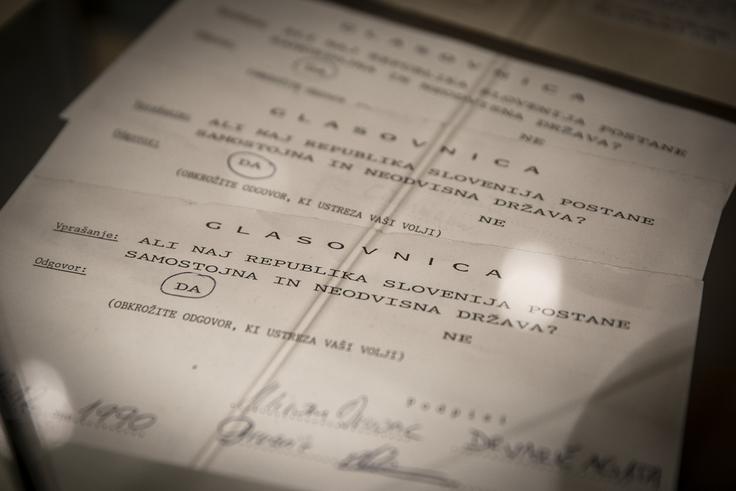 GLASOVNICA
ALI NAJ REPUBLIKA SLOVENIJA POSTANE
SAMOSTOJNA IN NEODVISNA DRŽAVA?
DA NE
GLASOVNICA
Vprašanje: ALI NAJ REPUBLIKA SLOVENIJA POSTANE
Odgovor: SAMOSTOJNA IN NEODVISNA DRŽAVA?
DA NE
(OBKROŽITE ODGOVOR, KI USTREZA VAŠI VOLJI)
GLASOVNICA
Vprašanje: ALI NAJ REPUBLIKA SLOVENIJA POSTANE
SAMOSTOJNA IN NEODVISNA DRŽAVA?
Odgovor: DA NE
(OBKROŽITE ODGOVOR, KI USTREZA VAŠI VOLJI)
Podpisi
1990